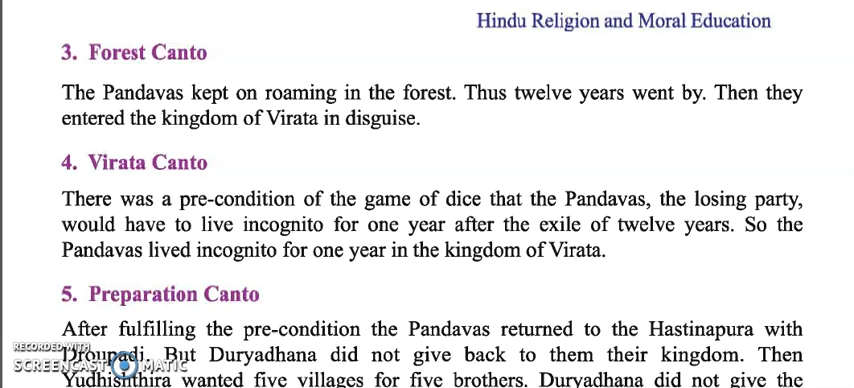 Hindu Religion and Moral Education
3. Forest Canto
The Pandavas kept on roaming in the forest. Thus twelve years went by. Then they
entered the kingdom of Virata in disguise.
4. Virata Canto
There was a pre-condition of the game of dice that the Pandavas, the losing party,
would have to live incognito for one year after the exile of twelve years. So the
Pandavas lived incognito for one year in the kingdom of Virata.
5. Preparation Canto
After fulfilling the pre-condition the Pandavas returned to the Hastinapura with
RECORDED WITH
Droupadi. But Duryadhana did not give back to them their kingdom. Then
SCREENCAST MATIC
Yudhishthira wanted five villages for five brothers. Duryadhana did not give the